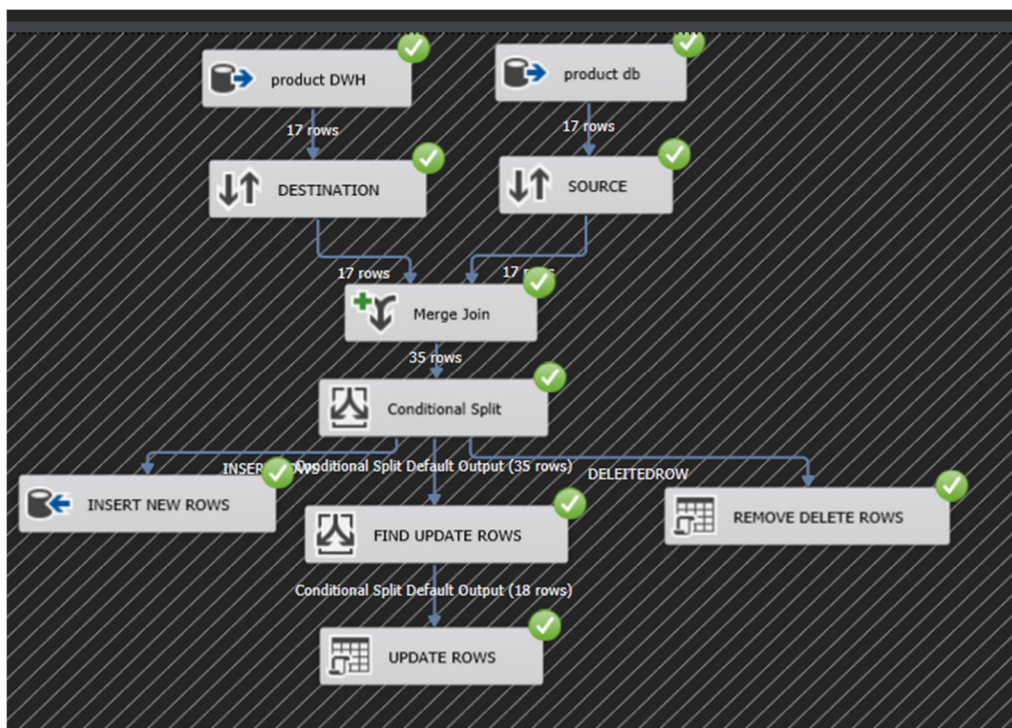 product DWH
product db
17 rows
17 rows
DESTINATION
SOURCE
17 rows
17
Merge Join
35 rows
Conditional Split
Conditional Split Default Output (35 rows)
DELEITEDROW
INSERT NEW ROWS
FIND UPDATE ROWS
REMOVE DELETE ROWS
Conditional Split Default Output (18 rows)
UPDATE ROWS